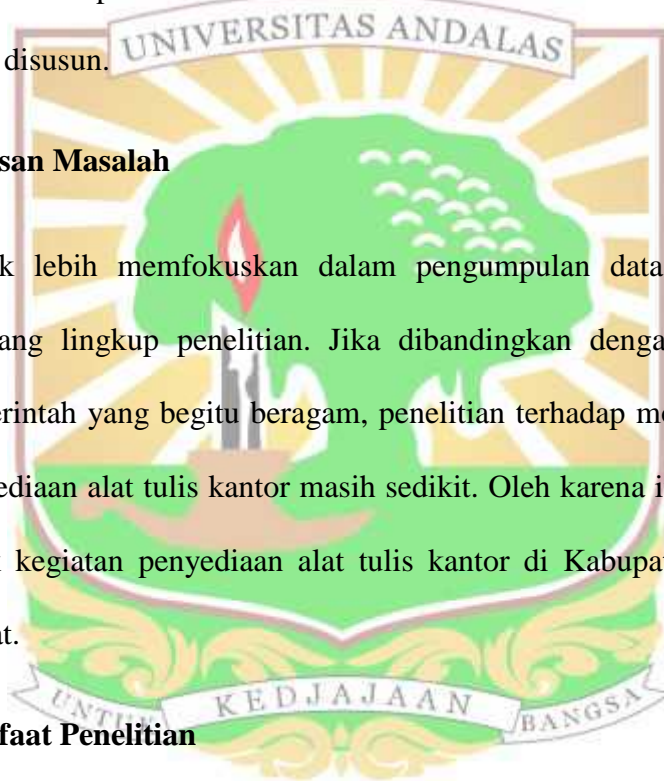 UNIVERSITAS ANDALAS
disusun.
san Masalah
k lebih memfokuskan dalam pengumpulan data
ang lingkup penelitian. Jika dibandingkan denga
erintah yang begitu beragam, penelitian terhadap me
ediaan alat tulis kantor masih sedikit. Oleh karena i
k kegiatan penyediaan alat tulis kantor di Kabupat
at.
UNTUK KEDJAJAAN BANGSA
faat Penelitian